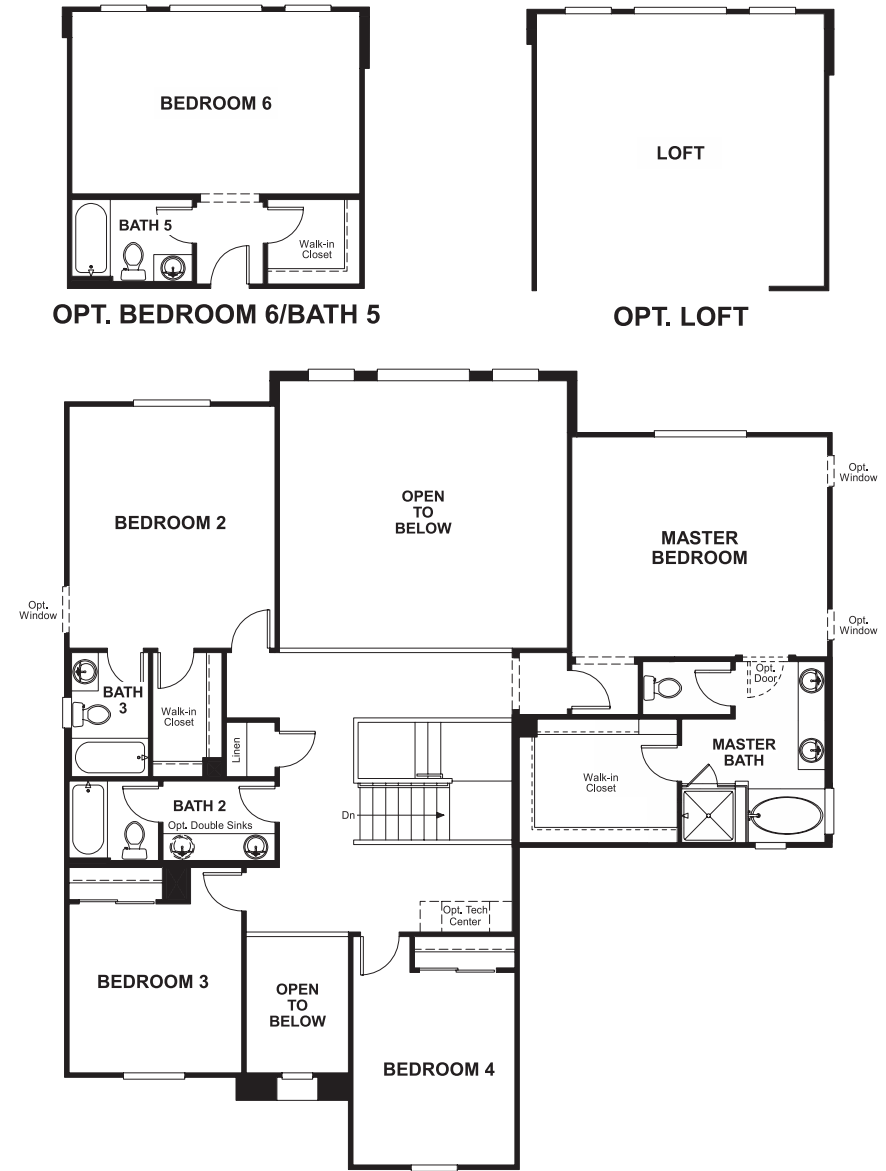 BEDROOM 6
BATH 5
Walk-in
Closet
OPT. BEDROOM 6/BATH 5
LOFT
OPT. LOFT
BEDROOM 2
OPEN
TO
BELOW
MASTER
BEDROOM
Opt.
Window
Opt.
Window
Opt.
Window
Opt.
Door
BATH
3
Walk-in
Closet
Linen
MASTER
BATH
Walk-in
Closet
BATH 2
Opt. Double Sinks
Dn
Opt. Tech
Center
BEDROOM 3
OPEN
TO
BELOW
BEDROOM 4